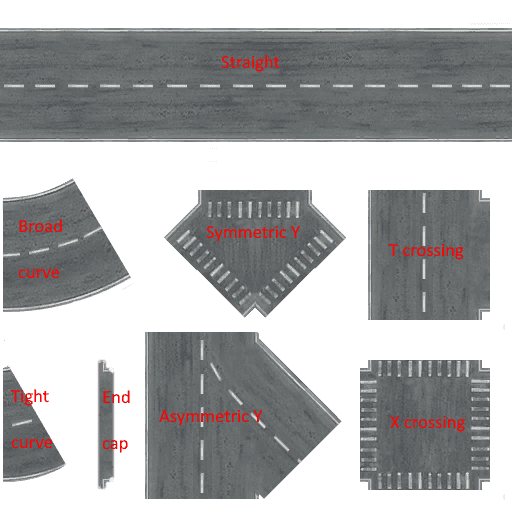 Straight
Broad
curve
Symmetric Y
T crossing
Tight
curve
End
cap
Asymmetric Y
X crossing